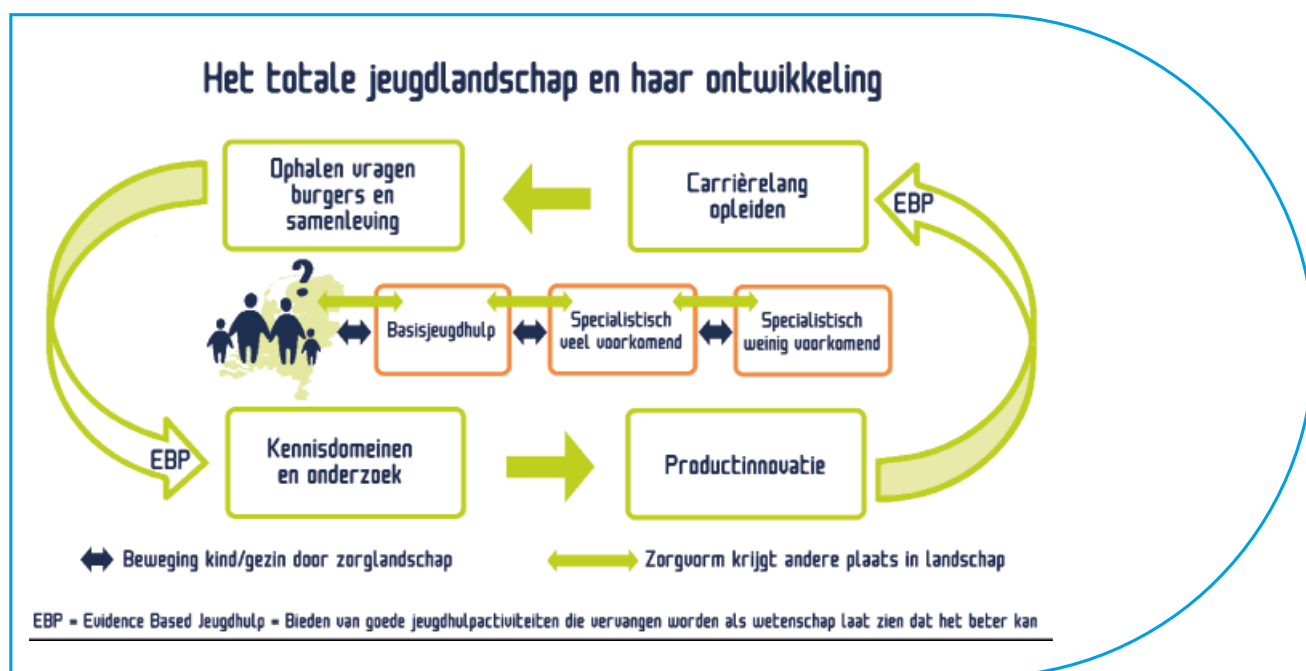 Het totale jeugdlandschap en haar ontwikkeling
Ophalen vragen
burgers en
samenleving
Carrièrelang
opleiden
EBP
?
Basisjeugdhulp
Specialistisch
veel voorkomend
Specialistisch
weinig voorkomend
EBP
Kennisdomeinen
en onderzoek
Productinnovatie
Beweging kind/gezin door zorglandschap
Zorgvorm krijgt andere plaats in landschap
EBP = Evidence Based Jeugdhulp = Bieden van goede jeugdhulpactiviteiten die vervangen worden als wetenschap laat zien dat het beter kan